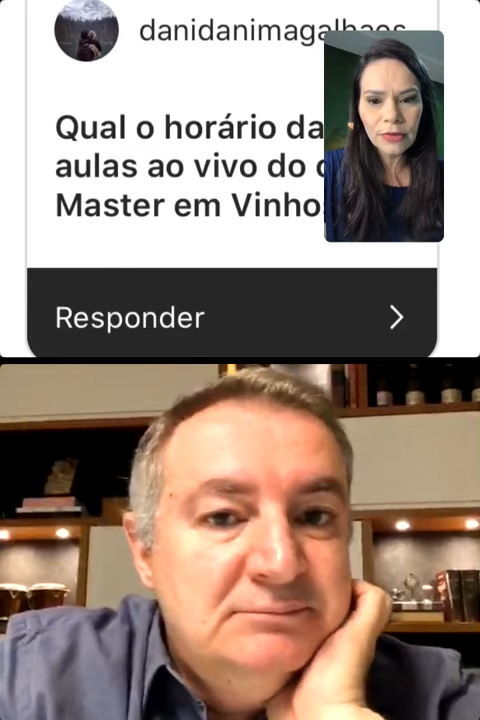 danidanimagalhaes
Qual o horário da
aulas ao vivo do
Master em Vinho
Responder